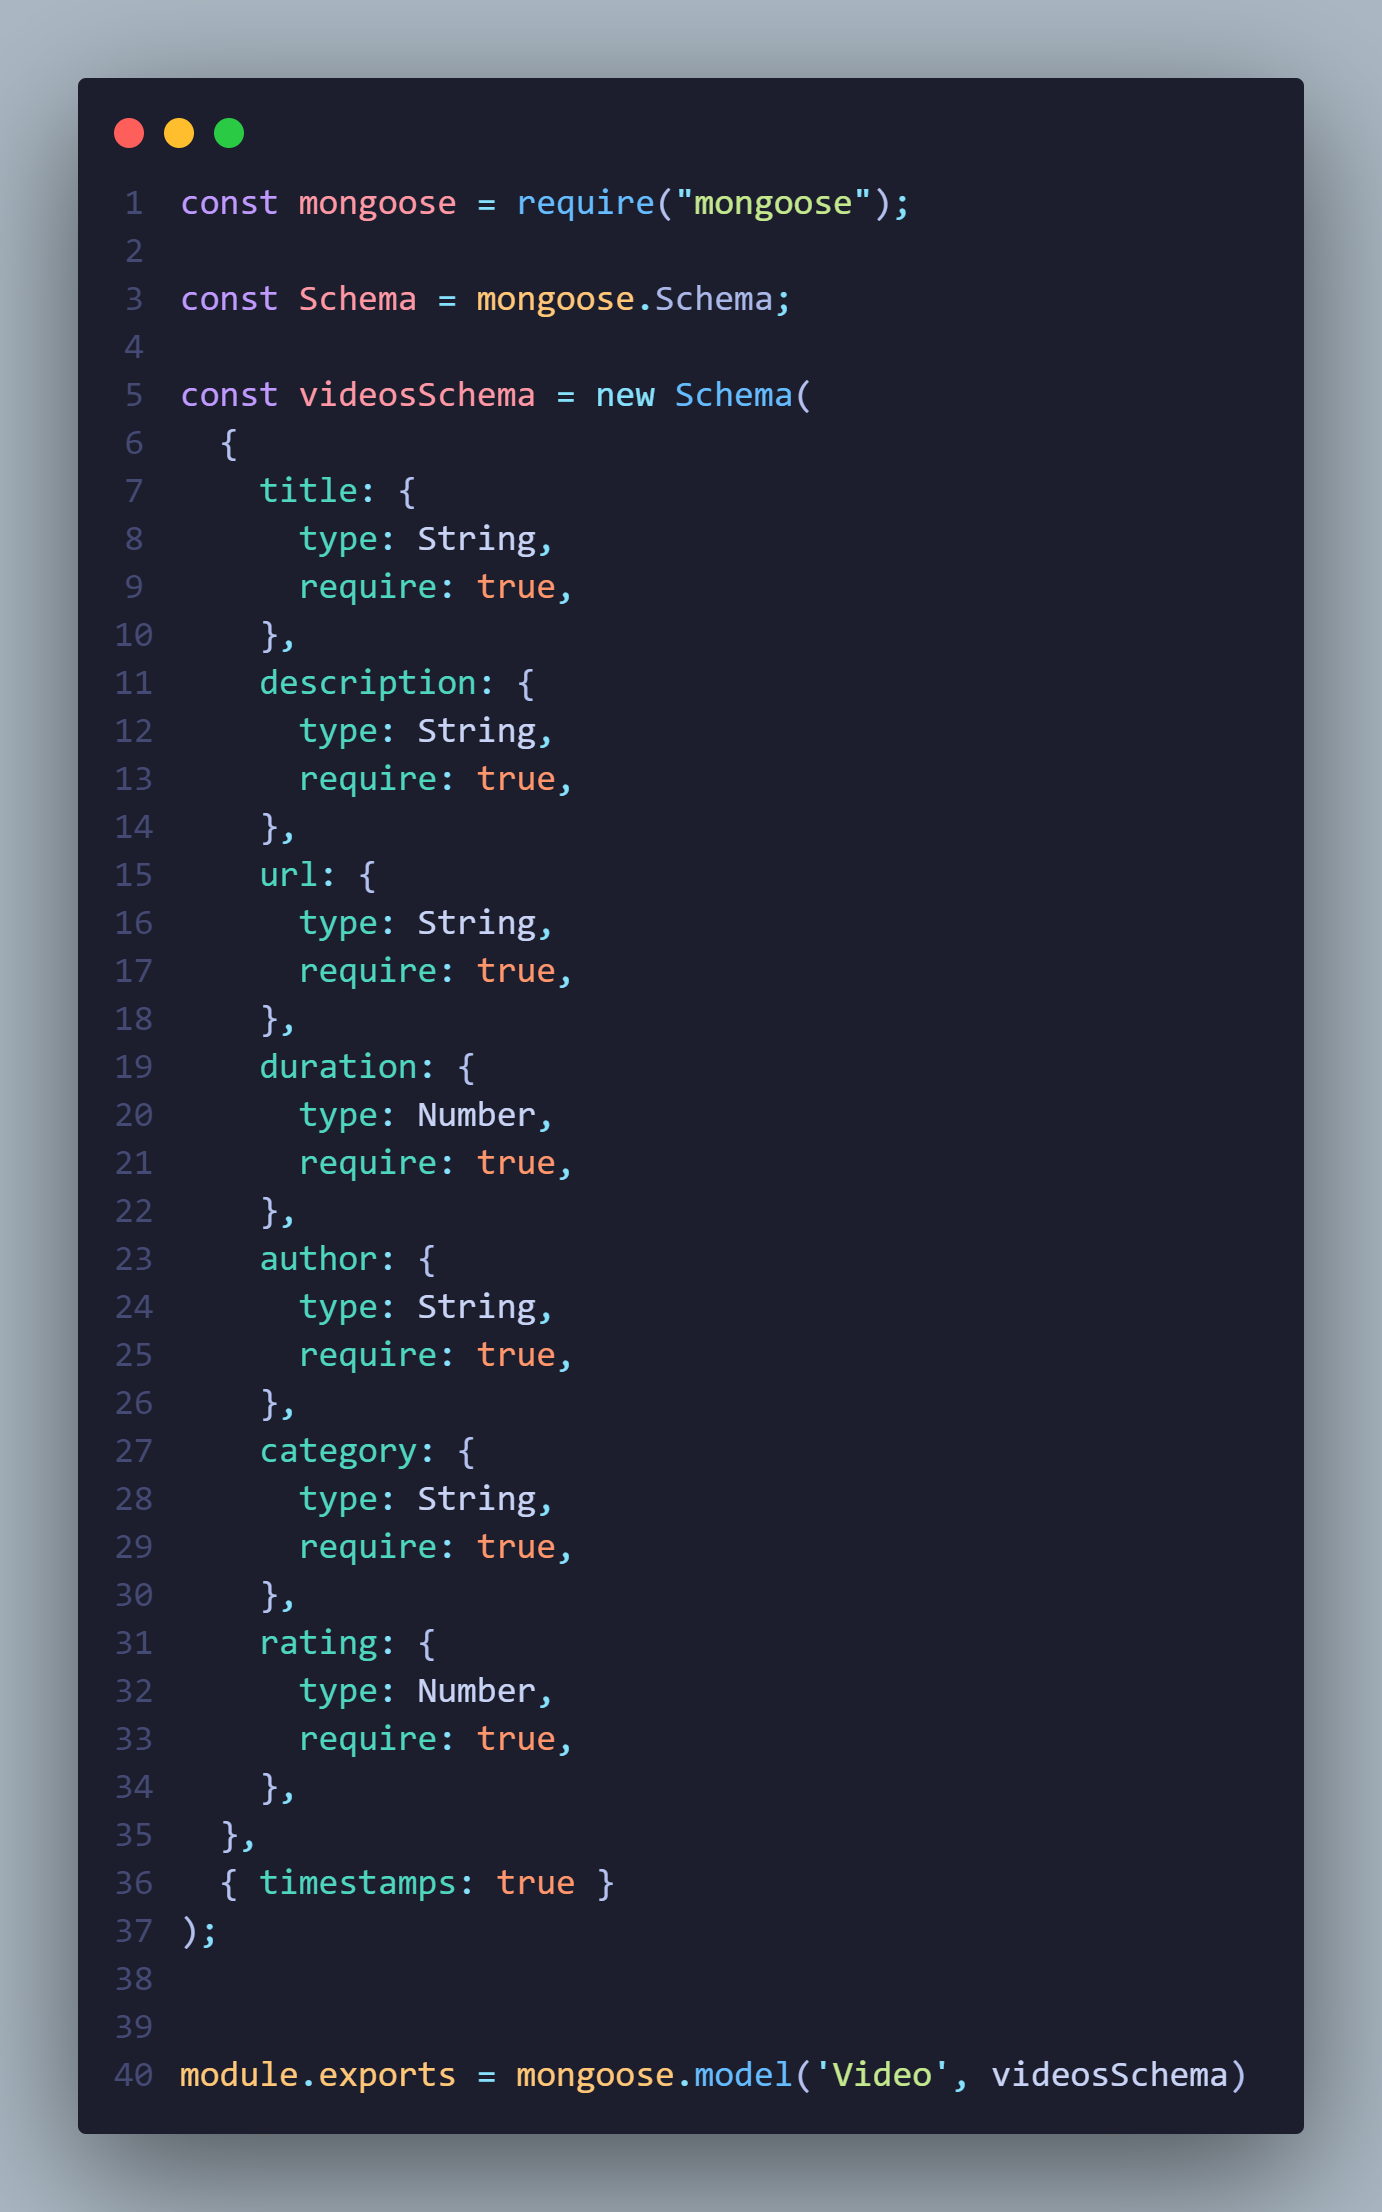 1 const mongoose = require("mongoose");
2
3 const Schema = mongoose.Schema;
4
5 const videosSchema = new Schema(
6   {
7     title: {
8       type: String,
9       require: true,
10     },
11     description: {
12       type: String,
13       require: true,
14     },
15     url: {
16       type: String,
17       require: true,
18     },
19     duration: {
20       type: Number,
21       require: true,
22     },
23     author: {
24       type: String,
25       require: true,
26     },
27     category: {
28       type: String,
29       require: true,
30     },
31     rating: {
32       type: Number,
33       require: true,
34     },
35   },
36   { timestamps: true }
37 );
38
39
40 module.exports = mongoose.model('Video', videosSchema)